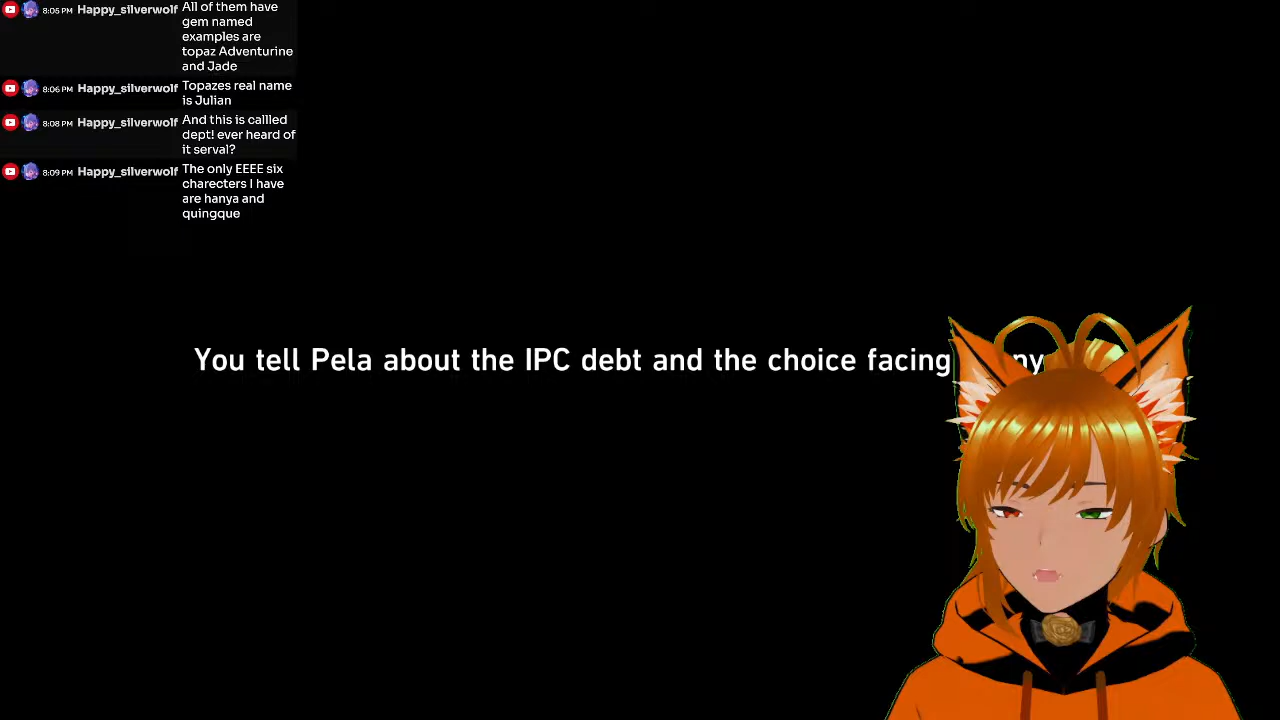 8:05 PM Happy_silverwolf All of them have
gem named
examples are
topaz Adventurine
and Jade
8:06 PM Happy_silverwolf Topazes real name
is Julian
8:08 PM Happy_silverwolf And this is callled
dept! ever heard of
it serval?
8:09 PM Happy_silverwolf The only EEEE six
charecters I have
are hanya and
quingque
You tell Pela about the IPC debt and the choice facing